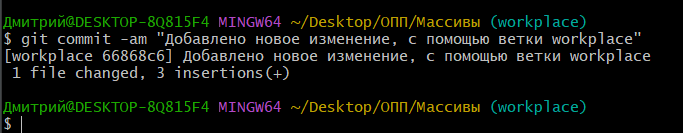 Дмитрий@DESKTOP-8Q815F4 MINGW64 ~/Desktop/ОПП/Массивы (workplace)
$ git commit -am "Добавлено новое изменение, с помощью ветки workplace"
[workplace 66868c6] Добавлено новое изменение, с помощью ветки workplace
 1 file changed, 3 insertions(+)
Дмитрий@DESKTOP-8Q815F4 MINGW64 ~/Desktop/ОПП/Массивы (workplace)
$